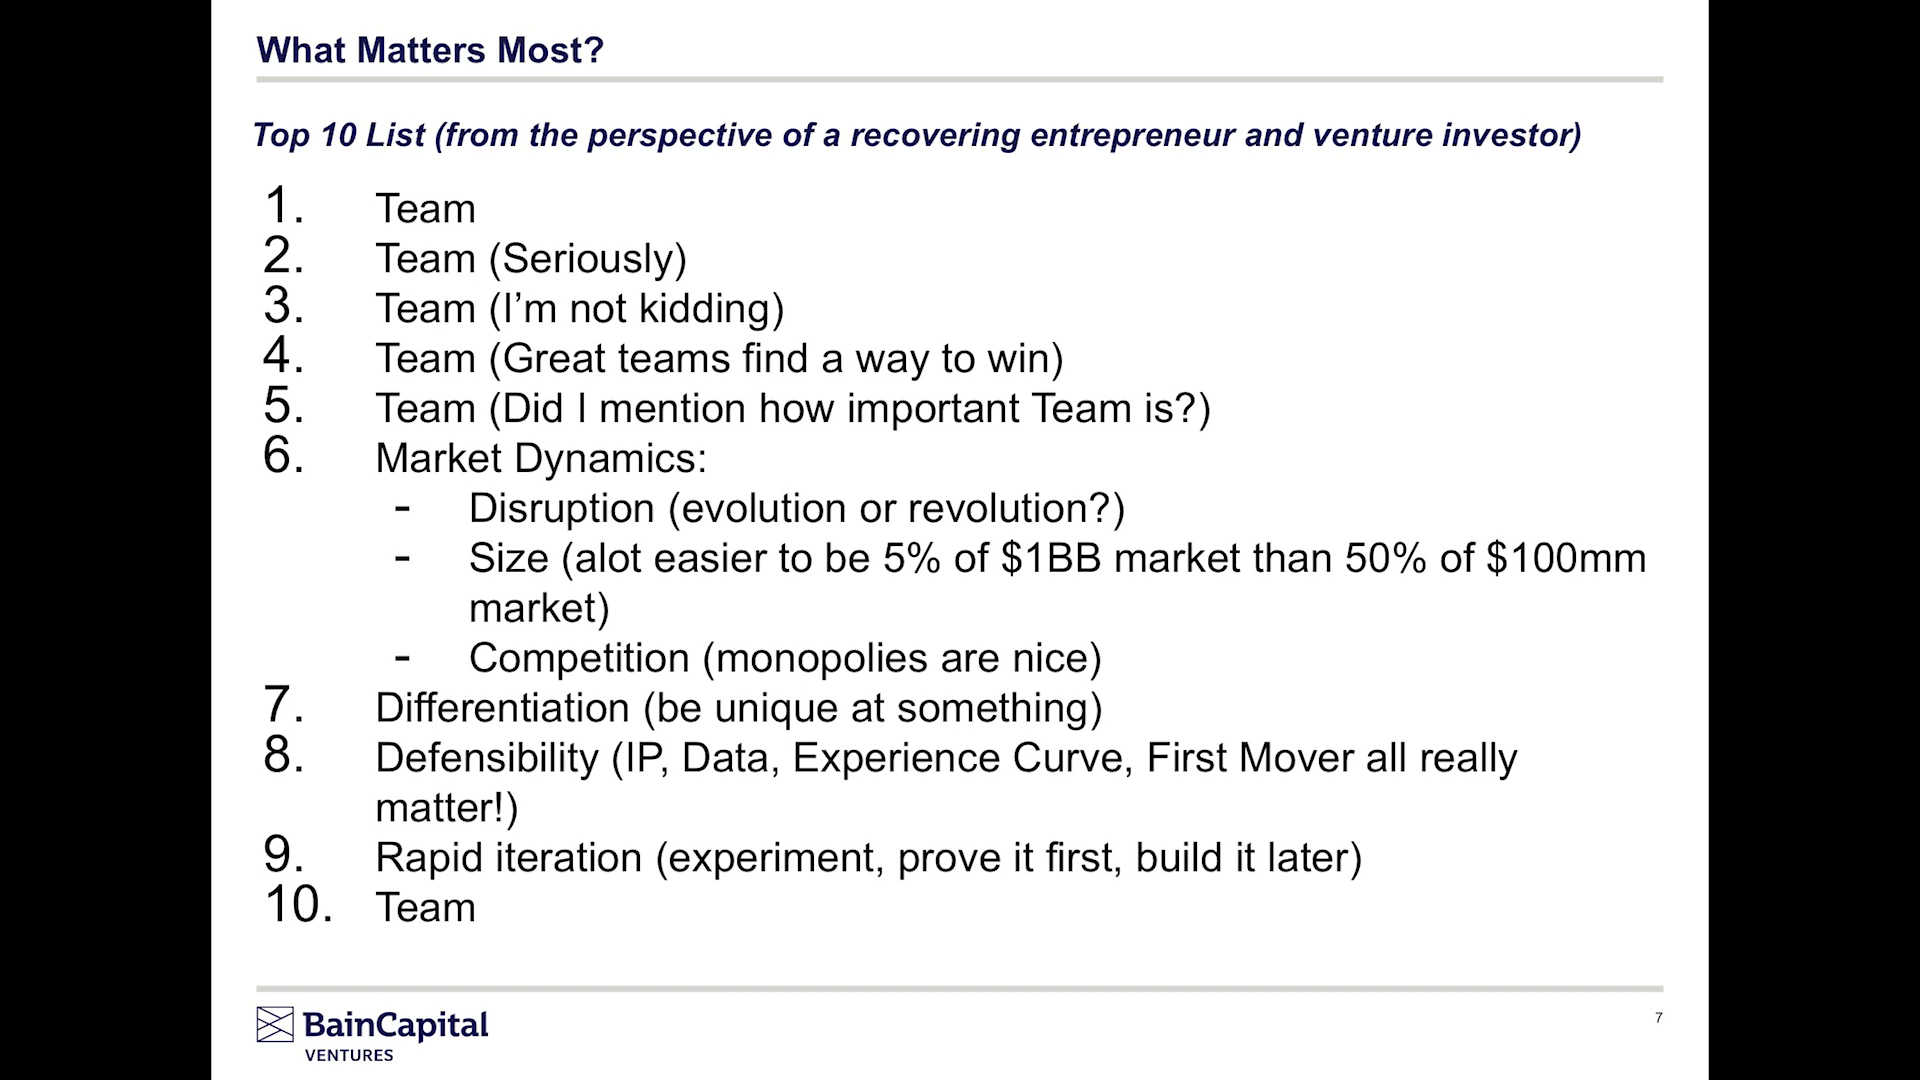 What Matters Most?
Top 10 List (from the perspective of a recovering entrepreneur and venture investor)
1. Team
2. Team (Seriously)
3. Team (I’m not kidding)
4. Team (Great teams find a way to win)
5. Team (Did I mention how important Team is?)
6. Market Dynamics:
- Disruption (evolution or revolution?)
- Size (alot easier to be 5% of $1BB market than 50% of $100mm
market)
- Competition (monopolies are nice)
7. Differentiation (be unique at something)
8. Defensibility (IP, Data, Experience Curve, First Mover all really
matter!)
9. Rapid iteration (experiment, prove it first, build it later)
10. Team
BainCapital
VENTURES
7